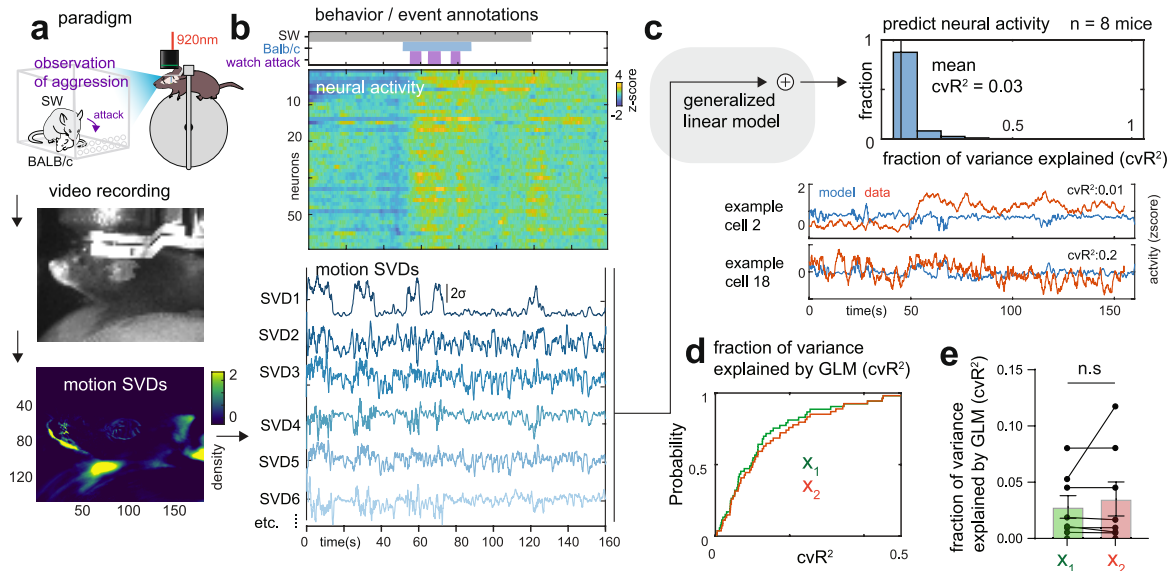 a
paradigm
920nm
observation
of aggression
SW
attack
BALB/c
video recording
motion SVDs
2
0
density
40
80
120
50
100
150
b
behavior / event annotations
SW
Balb/c
watch attack
neural activity
4
-2
z-score
10
20
30
50
neurons
motion SVDs
SVD1
2σ
SVD2
SVD3
SVD4
SVD5
SVD6
etc.
0
time(s)
40
60
80
100
120
140
160
c
generalized
linear model
+
predict neural activity
n = 8 mice
1
0
fraction
mean
cvR² = 0.03
0.5
1
fraction of variance explained (cvR²)
example
cell 2
model
data
cvR²:0.01
2
0
example
cell 18
cvR²:0.2
2
0
activity (zscore)
0
time(s)
50
100
150
d
fraction of variance
explained by GLM (cvR²)
1
0.5
0
Probability
x₁
x₂
0
cvR²
0.5
e
fraction of variance
explained by GLM (cvR²)
0.15
0.10
0.05
0.00
n.s
x₁
x₂